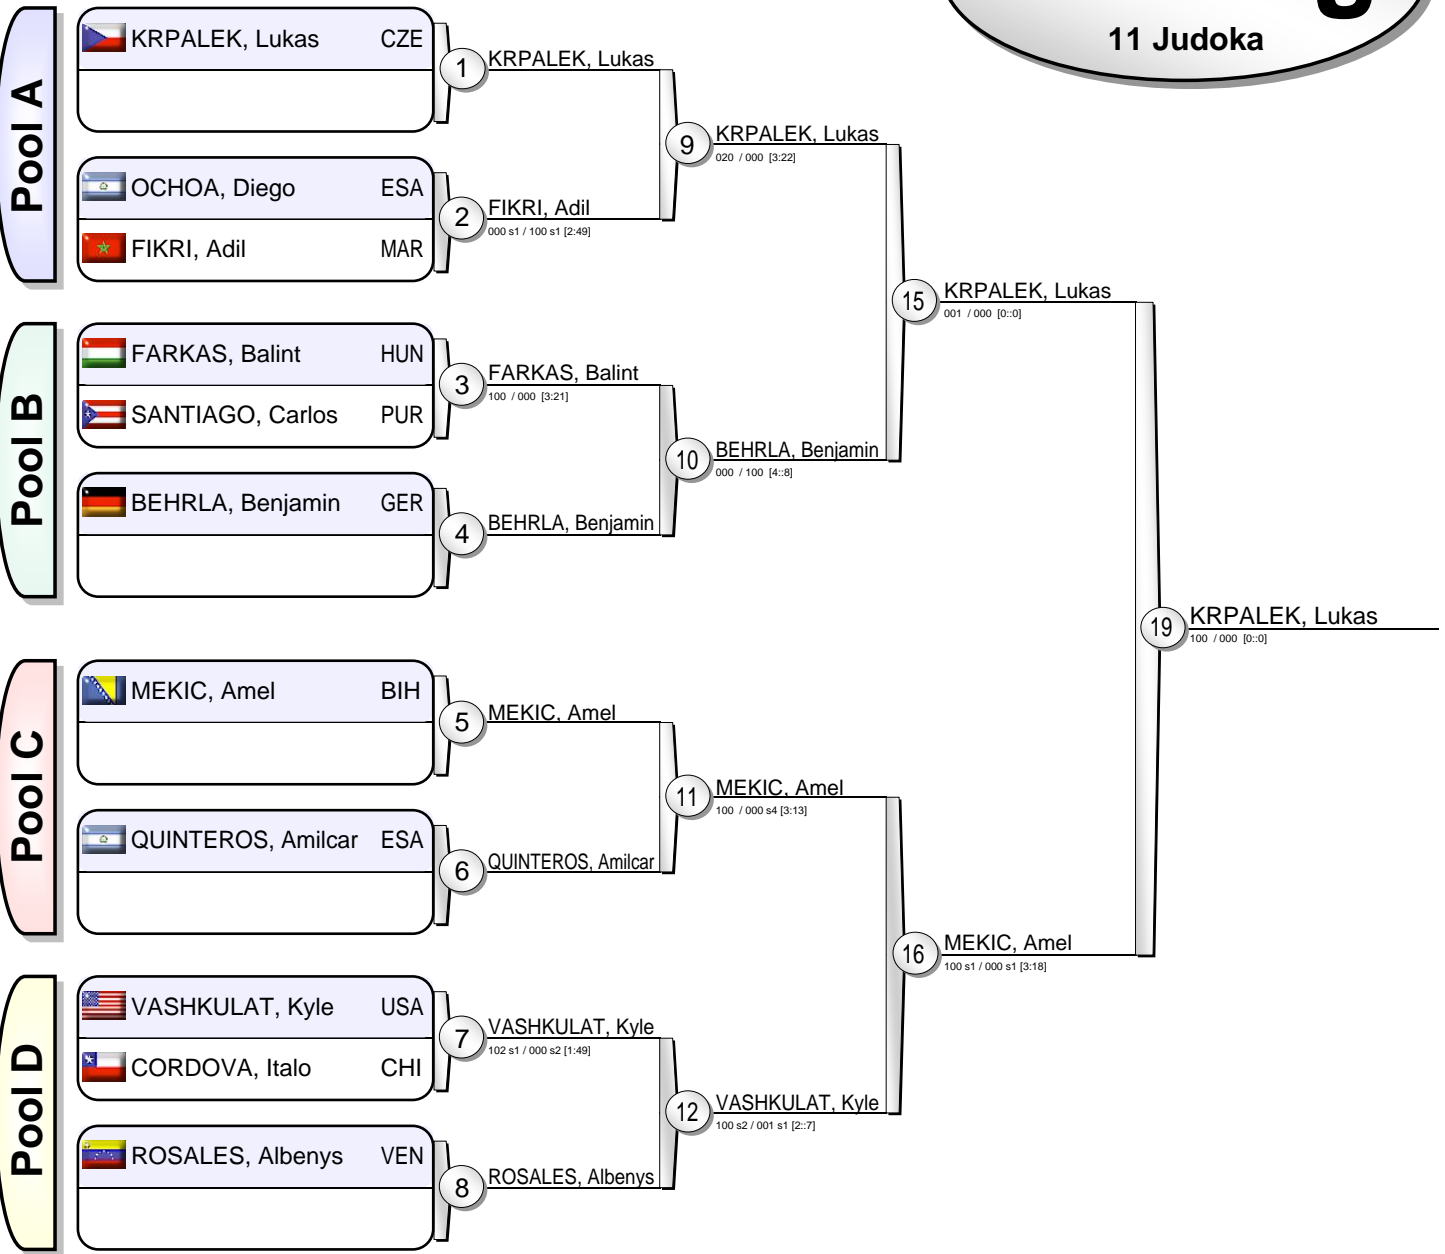 11 Judoka
Pool A
KRPALEK, Lukas CZE
1
KRPALEK, Lukas
OCHOA, Diego ESA
FIKRI, Adil MAR
2
FIKRI, Adil
000 s1 / 100 s1 [2:49]
9
KRPALEK, Lukas
020 / 000 [3:22]
Pool B
FARKAS, Balint HUN
SANTIAGO, Carlos PUR
3
FARKAS, Balint
100 / 000 [3:21]
BEHRLA, Benjamin GER
4
BEHRLA, Benjamin
10
BEHRLA, Benjamin
000 / 100 [4::8]
15
KRPALEK, Lukas
001 / 000 [0::0]
Pool C
MEKIC, Amel BIH
5
MEKIC, Amel
QUINTEROS, Amilcar ESA
6
QUINTEROS, Amilcar
11
MEKIC, Amel
100 / 000 s4 [3:13]
Pool D
VASHKULAT, Kyle USA
CORDOVA, Italo CHI
7
VASHKULAT, Kyle
102 s1 / 000 s2 [1:49]
ROSALES, Albenys VEN
8
ROSALES, Albenys
12
VASHKULAT, Kyle
100 s2 / 001 s1 [2::7]
16
MEKIC, Amel
100 s1 / 000 s1 [3:18]
19
KRPALEK, Lukas
100 / 000 [0::0]